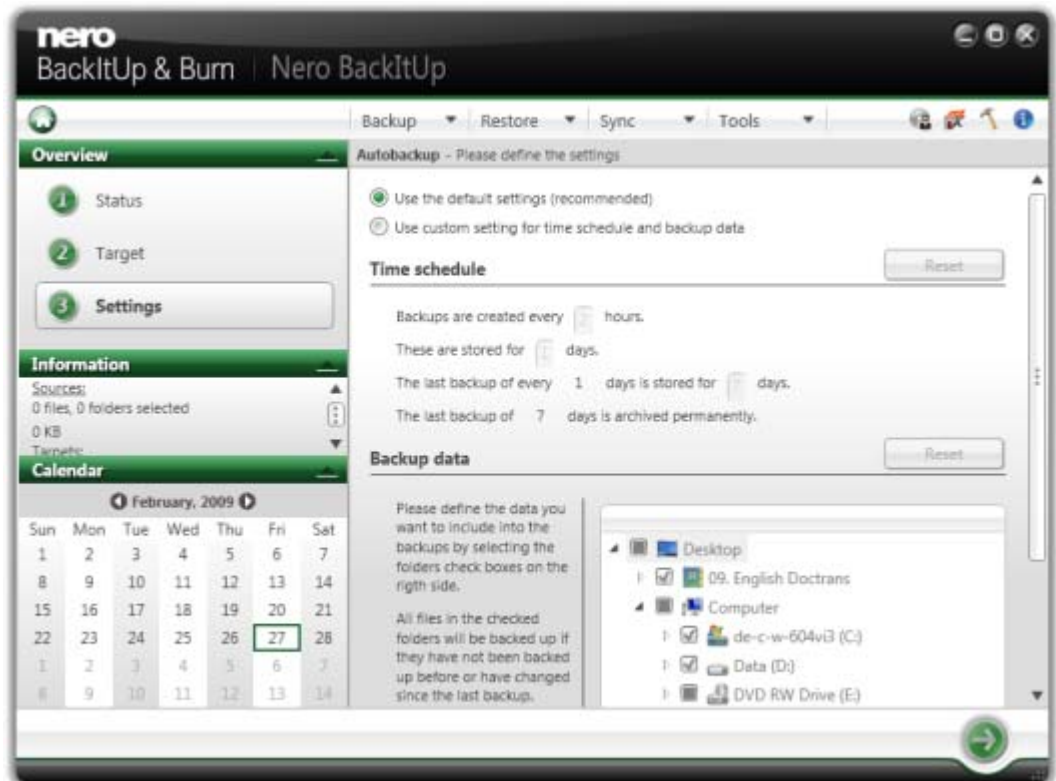 nero
BackItUp & Burn | Nero BackItUp
Backup Restore Sync Tools
Overview
1 Status
2 Target
3 Settings
Information
Sources:
0 files, 0 folders selected
0 KB
Targets:
Calendar
February, 2009
Sun Mon Tue Wed Thu Fri Sat
1 2 3 4 5 6 7
8 9 10 11 12 13 14
15 16 17 18 19 20 21
22 23 24 25 26 27 28
1 2 3 4 5 6 7
8 9 10 11 12 13 14
Autobackup - Please define the settings
Use the default settings (recommended)
Use custom setting for time schedule and backup data
Time schedule
Reset
Backups are created every hours.
These are stored for days.
The last backup of every 1 days is stored for days.
The last backup of 7 days is archived permanently.
Backup data
Reset
Please define the data you
want to include into the
backups by selecting the
folders check boxes on the
rigth side.
All files in the checked
folders will be backed up if
they have not been backed
up before or have changed
since the last backup.
Desktop
09. English Doctrans
Computer
de-c-w-604vi3 (C:)
Data (D:)
DVD RW Drive (E:)